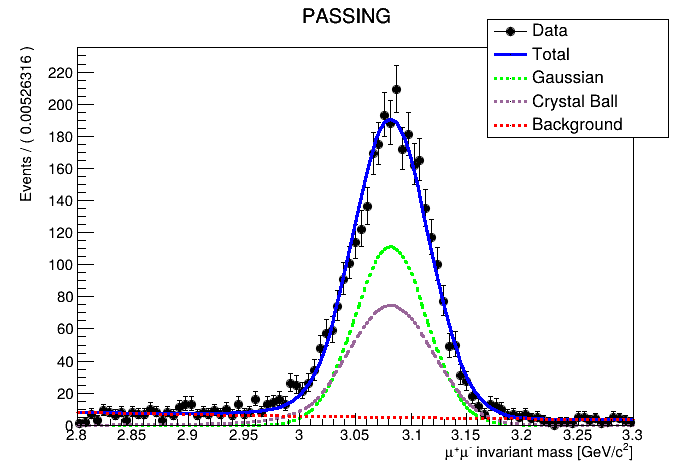 PASSING
Data
Total
Gaussian
Crystal Ball
Background
Events / ( 0.00526316 )
220
200
180
160
140
120
100
80
60
40
20
0
2.8 2.85 2.9 2.95 3 3.05 3.1 3.15 3.2 3.25 3.3
μ⁺μ⁻ invariant mass [GeV/c²]